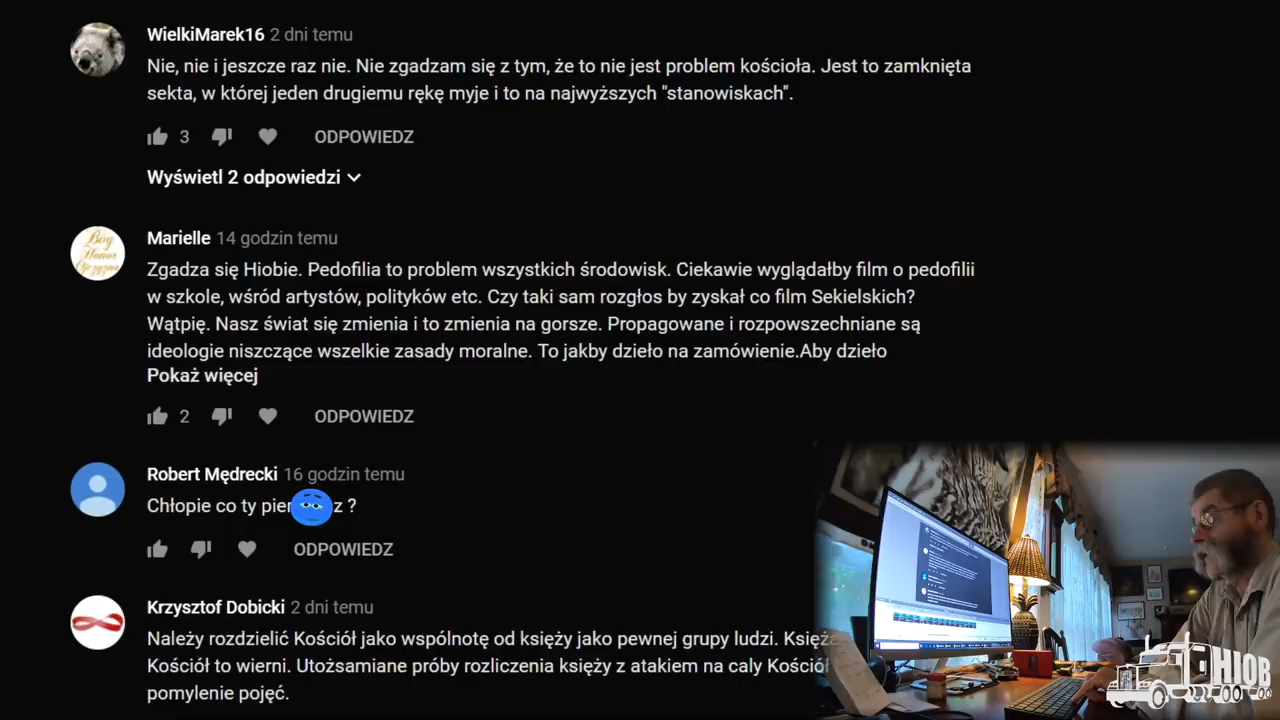 WielkiMarek16 2 dni temu
Nie, nie i jeszcze raz nie. Nie zgadzam się z tym, że to nie jest problem kościoła. Jest to zamknięta
sekta, w której jeden drugiemu rękę myje i to na najwyższych "stanowiskach".
3 ODPOWIEDZ
Wyświetl 2 odpowiedzi
Bóg
Honor
Ojczyzna
Marielle 14 godzin temu
Zgadza się Hiobie. Pedofilia to problem wszystkich środowisk. Ciekawie wyglądałby film o pedofilii
w szkole, wśród artystów, polityków etc. Czy taki sam rozgłos by zyskał co film Sekielskich?
Wątpię. Nasz świat się zmienia i to zmienia na gorsze. Propagowane i rozpowszechniane są
ideologie niszczące wszelkie zasady moralne. To jakby dzieło na zamówienie.Aby dzieło
Pokaż więcej
2 ODPOWIEDZ
Robert Mędrecki 16 godzin temu
Chłopie co ty pier z ?
ODPOWIEDZ
Krzysztof Dobicki 2 dni temu
Należy rozdzielić Kościół jako wspólnotę od księży jako pewnej grupy ludzi. Księża
Kościół to wierni. Utożsamiane próby rozliczenia księży z atakiem na caly Kościół
pomylenie pojęć.
HIOB